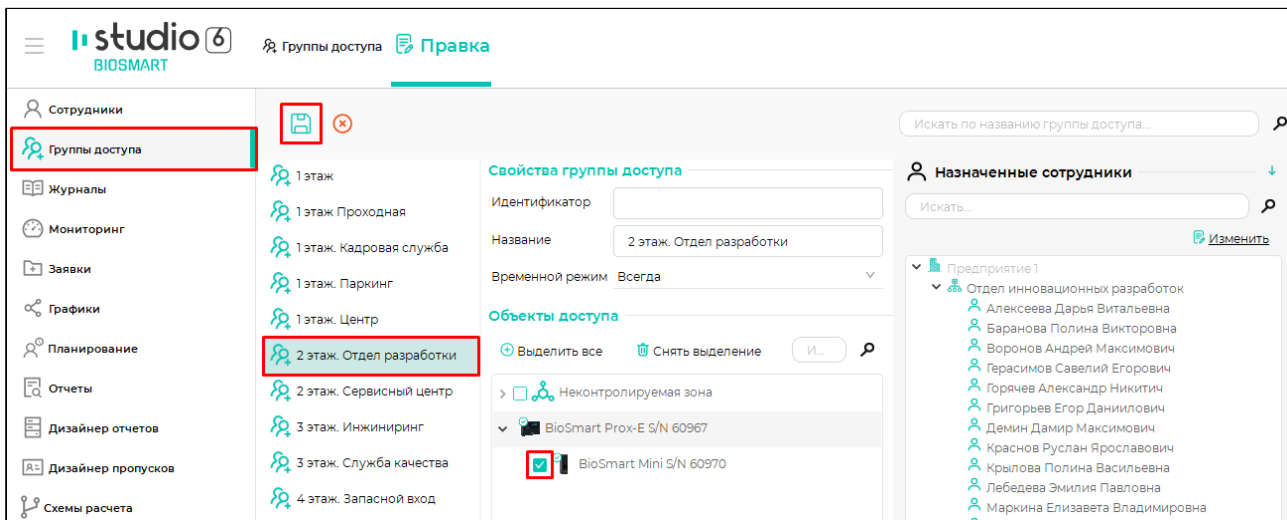 studio 6
BIOSMART
Группы доступа
Правка
Сотрудники
Группы доступа
Журналы
Мониторинг
Заявки
Графики
Планирование
Отчеты
Дизайнер отчетов
Дизайнер пропусков
Схемы расчета
Искать по названию группы доступа...
1 этаж
1 этаж Проходная
1 этаж. Кадровая служба
1 этаж. Паркинг
1 этаж. Центр
2 этаж. Отдел разработки
2 этаж. Сервисный центр
3 этаж. Инжиниринг
3 этаж. Служба качества
4 этаж. Запасной вход
Свойства группы доступа
Идентификатор
Название 2 этаж. Отдел разработки
Временной режим Всегда
Объекты доступа
Выделить все Снять выделение И...
Неконтролируемая зона
BioSmart Prox-E S/N 60967
BioSmart Mini S/N 60970
Назначенные сотрудники
Искать...
Изменить
Предприятие 1
Отдел инновационных разработок
Алексеева Дарья Витальевна
Баранова Полина Викторовна
Воронов Андрей Максимович
Герасимов Савелий Егорович
Горячев Александр Никитич
Григорьев Егор Даниилович
Демин Дамир Максимович
Краснов Руслан Ярославович
Крылова Полина Васильевна
Лебедева Эмилия Павловна
Маркина Елизавета Владимировна